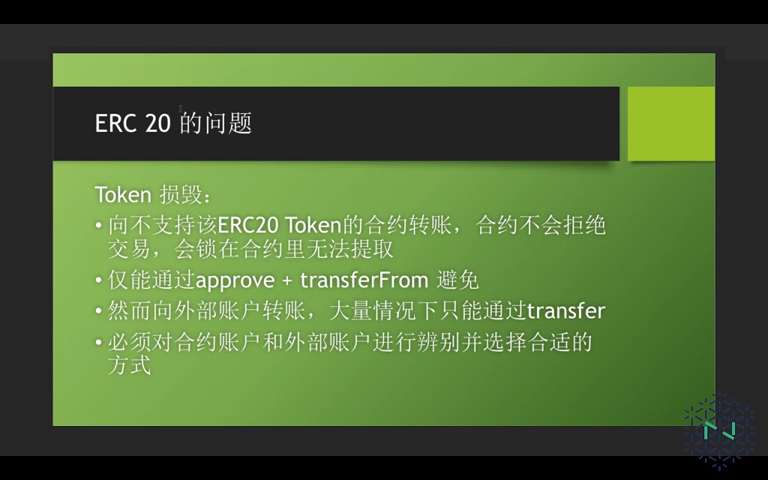 ERC 20 的问题
Token 损毁：
• 向不支持该ERC20 Token的合约转账，合约不会拒绝
交易，会锁在合约里无法提取
• 仅能通过approve + transferFrom 避免
• 然而向外部账户转账，大量情况下只能通过transfer
• 必须对合约账户和外部账户进行辨别并选择合适的
方式